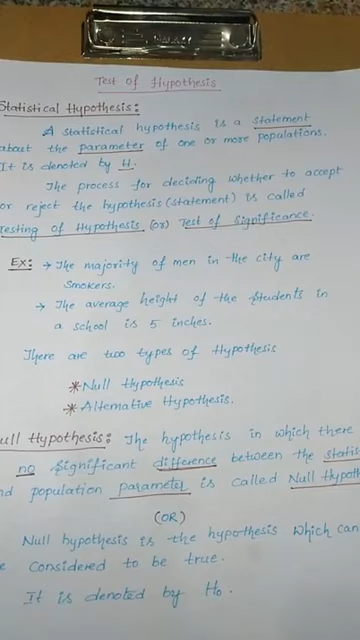 Test of Hypothesis
Statistical Hypothesis:
A statistical hypothesis is a statement
about the parameter of one or more populations.
It is denoted by H.
The process for deciding whether to accept
or reject the hypothesis (statement) is called
Testing of Hypothesis (or) Test of Significance.
Ex: → The majority of men in the city are
smokers.
→ The average height of the students in
a school is 5 inches.
There are two types of Hypothesis
* Null Hypothesis
* Alternative Hypothesis.
Null Hypothesis: The hypothesis in which there
no significant difference between the statis
nd population parameter is called Null Hypoth
(OR)
Null hypothesis is the hypothesis which can
e considered to be true.
It is denoted by H₀.